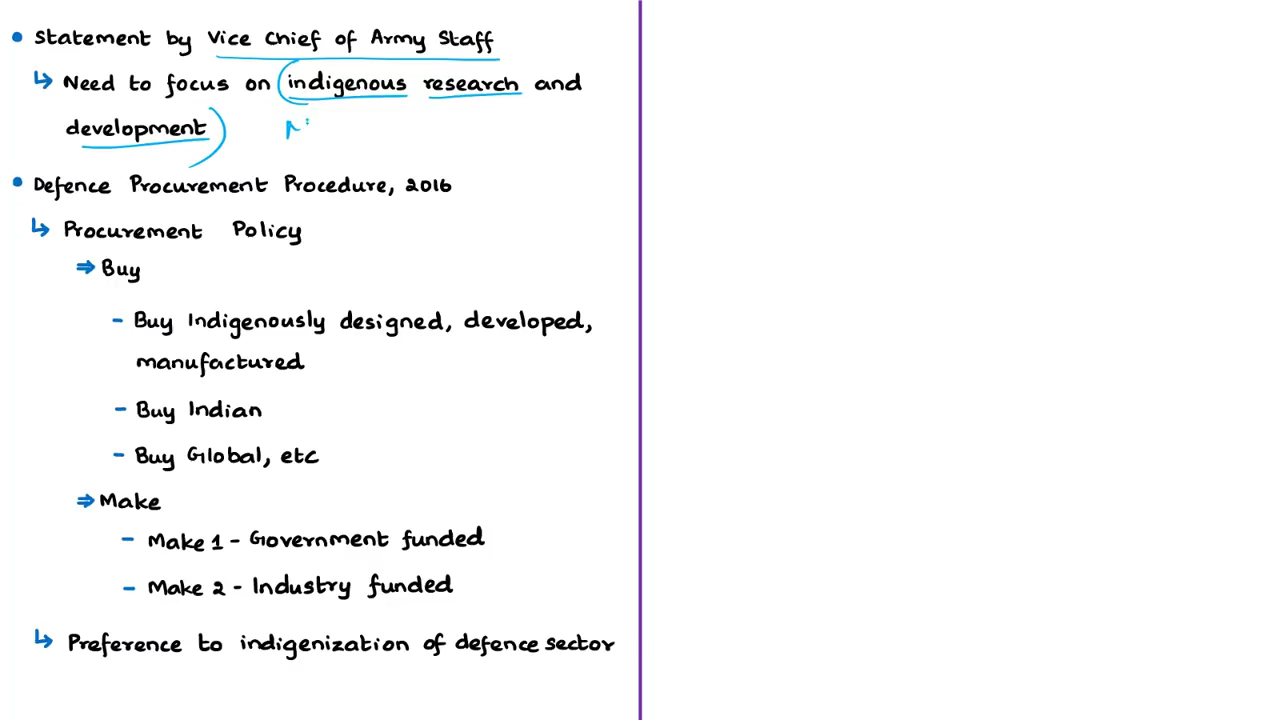 • Statement by Vice Chief of Army Staff
↳ Need to focus on indigenous research and
development
• Defence Procurement Procedure, 2016
↳ Procurement Policy
⇒ Buy
- Buy Indigenously designed, developed,
manufactured
- Buy Indian
- Buy Global, etc
⇒ Make
- Make 1 - Government funded
- Make 2 - Industry funded
↳ Preference to indigenization of defence sector